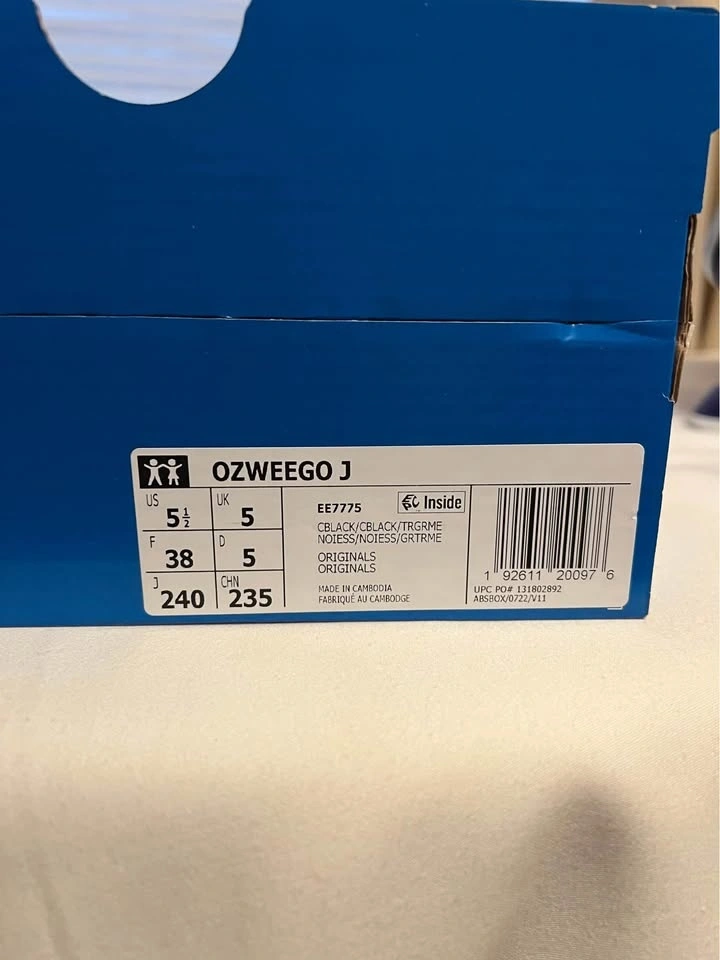 OZWEEGO J
US 5 1/2
UK 5
F 38
D 5
J 240
CHN 235
EE7775
Inside
CBLACK/CBLACK/TRGRME
NOIESS/NOIESS/GRTRME
ORIGINALS
ORIGINALS
MADE IN CAMBODIA
FABRIQUÉ AU CAMBODGE
1 92611 20097 6
UPC PO# 131802892
ABSBOX/0722/V11